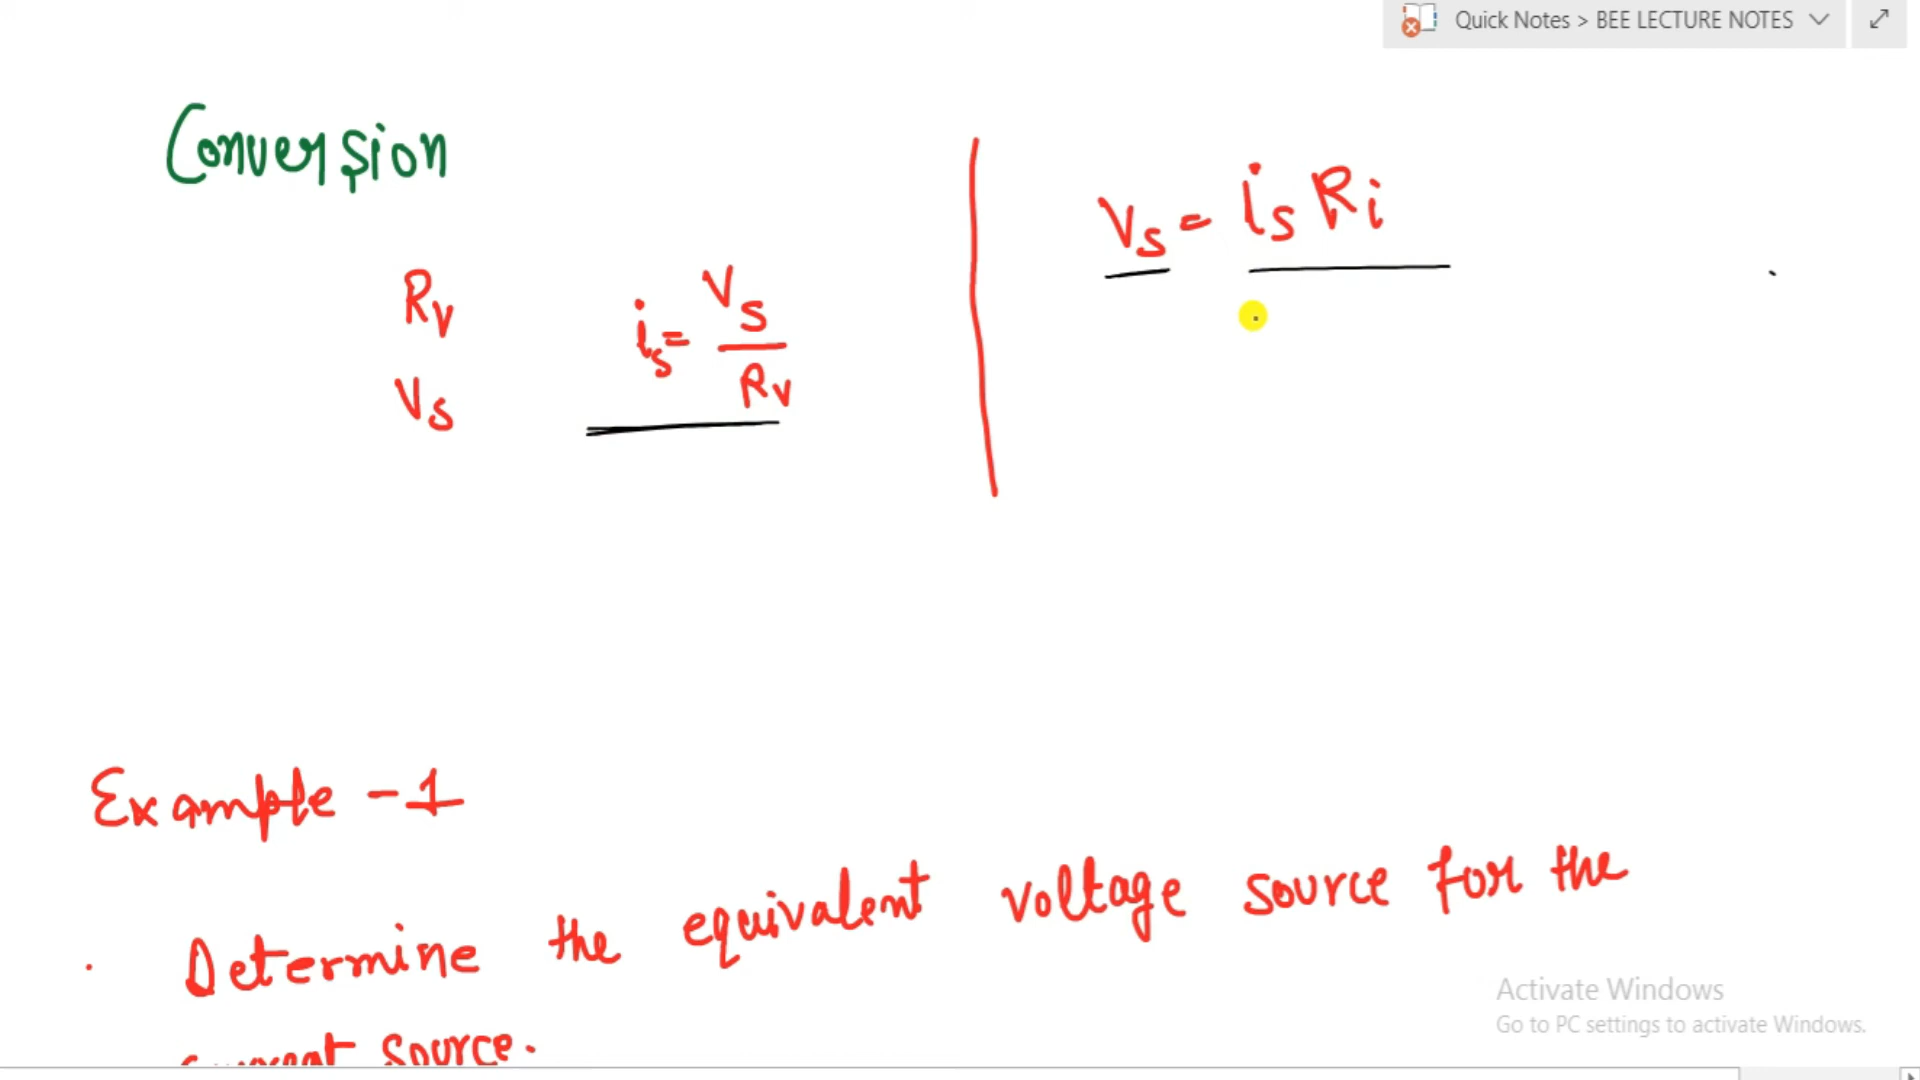 Quick Notes > BEE LECTURE NOTES
Conversion
Rv
Vs
is = Vs / Rv
Vs = is Ri
Example - 1
Determine the equivalent voltage source for the
current source.
Activate Windows
Go to PC settings to activate Windows.